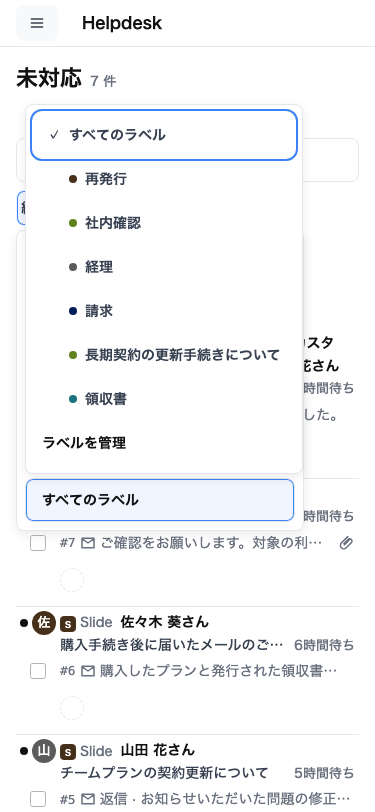 Helpdesk
未対応 7 件
✓ すべてのラベル
再発行
社内確認
経理
請求
長期契約の更新手続きについて
領収書
ラベルを管理
すべてのラベル
花さん
時間待ち
した。
時間待ち
#7 ご確認をお願いします。対象の利…
佐 s Slide 佐々木 葵さん
購入手続き後に届いたメールのご… 6時間待ち
#6 購入したプランと発行された領収書…
山 s Slide 山田 花さん
チームプランの契約更新について 5時間待ち
#5 返信 · お知らせいただいた問題の修正…